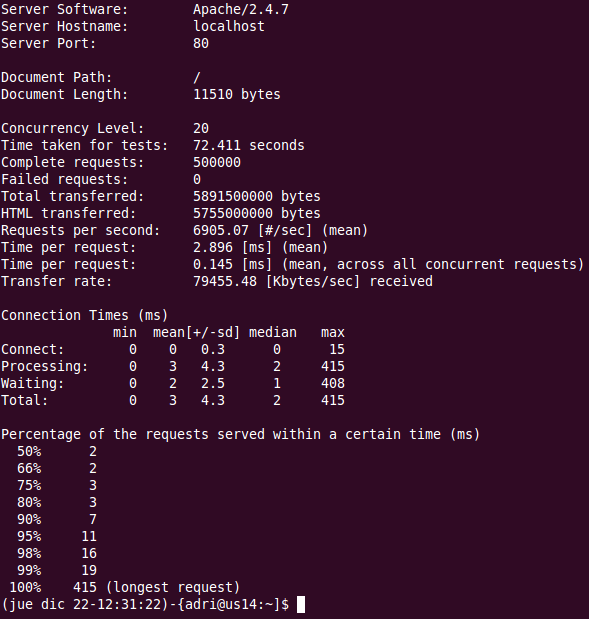 Server Software:        Apache/2.4.7
Server Hostname:        localhost
Server Port:            80

Document Path:          /
Document Length:        11510 bytes

Concurrency Level:      20
Time taken for tests:   72.411 seconds
Complete requests:      500000
Failed requests:        0
Total transferred:      5891500000 bytes
HTML transferred:       5755000000 bytes
Requests per second:    6905.07 [#/sec] (mean)
Time per request:       2.896 [ms] (mean)
Time per request:       0.145 [ms] (mean, across all concurrent requests)
Transfer rate:          79455.48 [Kbytes/sec] received

Connection Times (ms)
              min  mean[+/-sd] median   max
Connect:        0    0   0.3      0      15
Processing:     0    3   4.3      2     415
Waiting:        0    2   2.5      1     408
Total:          0    3   4.3      2     415

Percentage of the requests served within a certain time (ms)
  50%      2
  66%      2
  75%      3
  80%      3
  90%      7
  95%     11
  98%     16
  99%     19
 100%    415 (longest request)
(jue dic 22-12:31:22)-{adri@us14:~]$